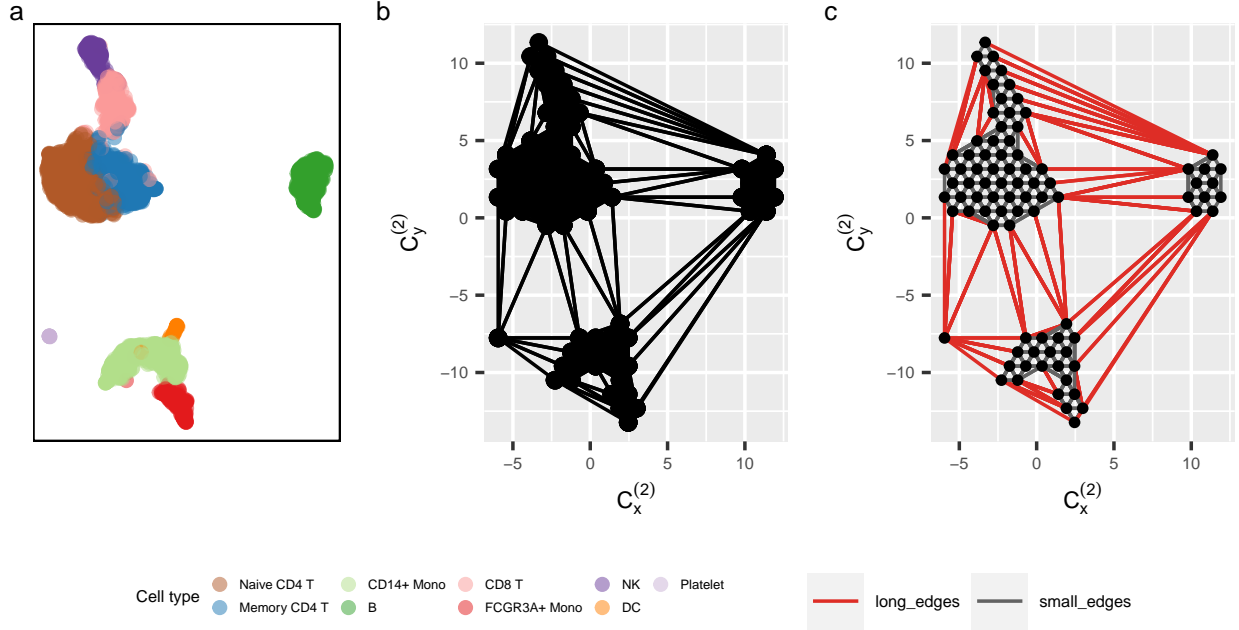 a
b
c
10
5
0
−5
−10
C_y^(2)
−5 0 5 10
C_x^(2)
10
5
0
−5
−10
C_y^(2)
−5 0 5 10
C_x^(2)
Cell type
Naive CD4 T CD14+ Mono CD8 T NK Platelet
Memory CD4 T B FCGR3A+ Mono DC
long_edges small_edges